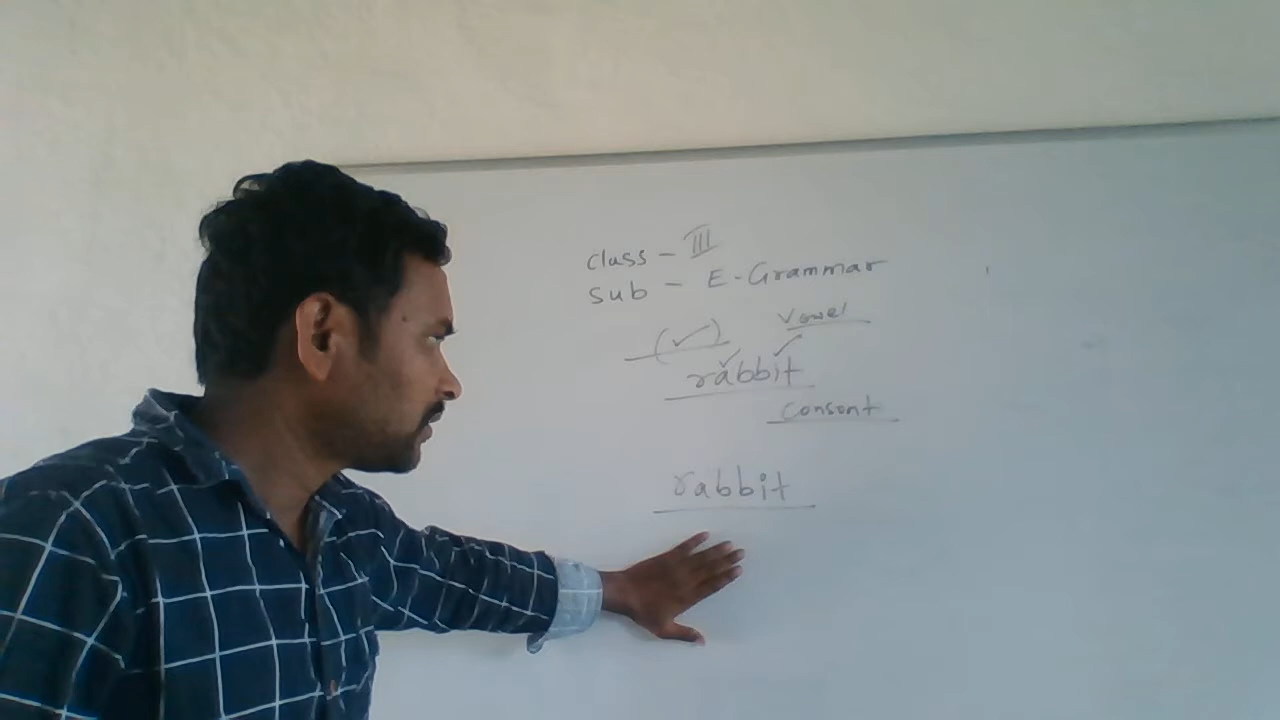 Class - III
Sub - E-Grammar
Vowel
(✓)
rabbit
Consont
rabbit